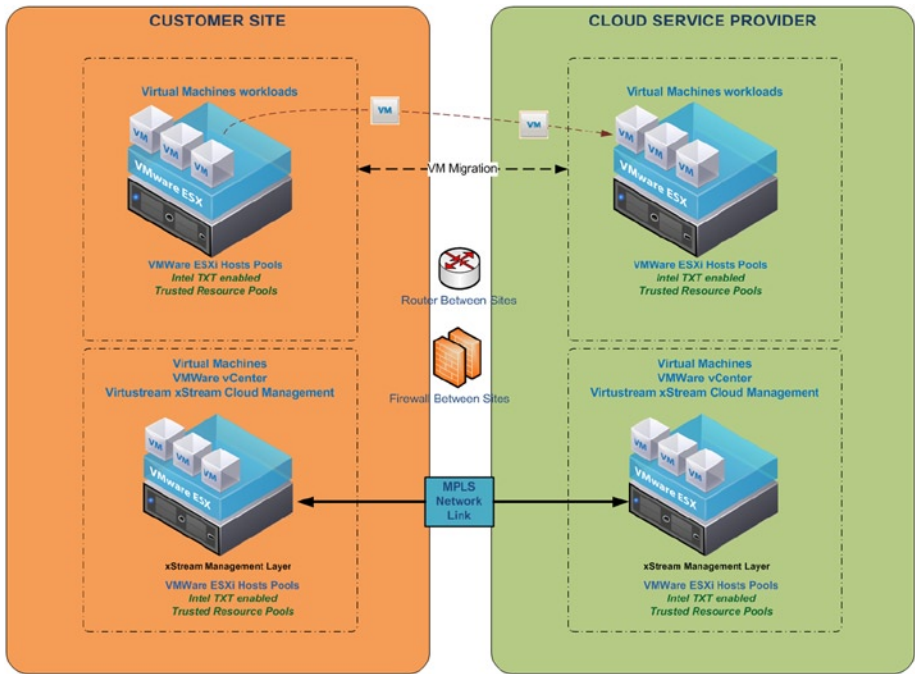 CUSTOMER SITE
CLOUD SERVICE PROVIDER
Virtual Machines workloads
VM
VM
VM
VMware ESX
VMWare ESXi Hosts Pools
Intel TXT enabled
Trusted Resource Pools
VM
VM
VM Migration
Virtual Machines workloads
VM
VM
VM
VMware ESX
VMWare ESXi Hosts Pools
intel TXT enabled
Trusted Resource Pools
Router Between Sites
Firewall Between Sites
Virtual Machines
VMWare vCenter
Virtustream xStream Cloud Management
VM
VM
VM
VMware ESX
xStream Management Layer
VMWare ESXi Hosts Pools
Intel TXT enabled
Trusted Resource Pools
MPLS
Network
Link
Virtual Machines
VMWare vCenter
Virtustream xStream Cloud Management
VM
VM
VM
VMware ESX
xStream Management Layer
VMWare ESXi Hosts Pools
Intel TXT enabled
Trusted Resource Pools